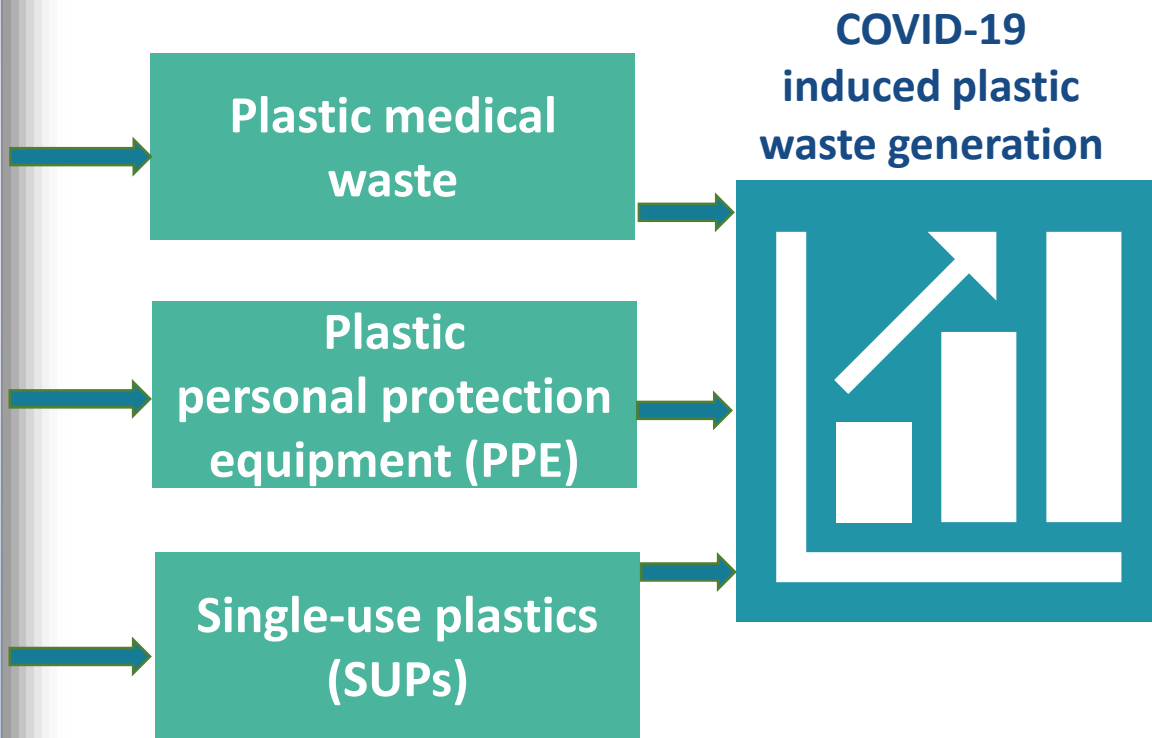 COVID-19
induced plastic
waste generation
Plastic medical
waste
Plastic
personal protection
equipment (PPE)
Single-use plastics
(SUPs)